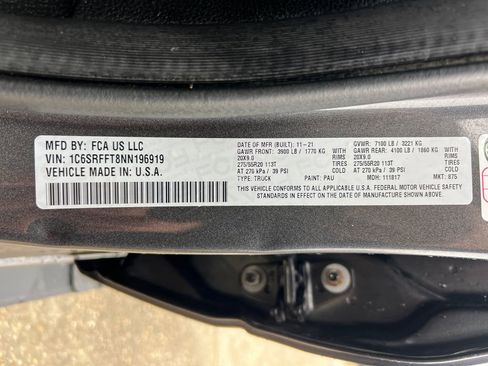 MFD BY: FCA US LLC
VIN: 1C6SRFFT8NN196919
VEHICLE MADE IN: U.S.A.
DATE OF MFR (BUILT): 11-21 GVWR: 7100 LB / 3221 KG
GAWR FRONT: 3900 LB / 1770 KG GAWR REAR: 4100 LB / 1860 KG
20X9.0 RIMS 20X9.0 RIMS
275/55R20 113T TIRES 275/55R20 113T TIRES
AT 270 kPa / 39 PSI COLD AT 270 kPa / 39 PSI COLD
TYPE: TRUCK PAINT: PAU MDH: 111817 MKT: 875
THIS VEHICLE CONFORMS TO ALL APPLICABLE U.S.A. FEDERAL MOTOR VEHICLE SAFETY
STANDARDS IN EFFECT ON THE DATE OF MANUFACTURE SHOWN ABOVE.